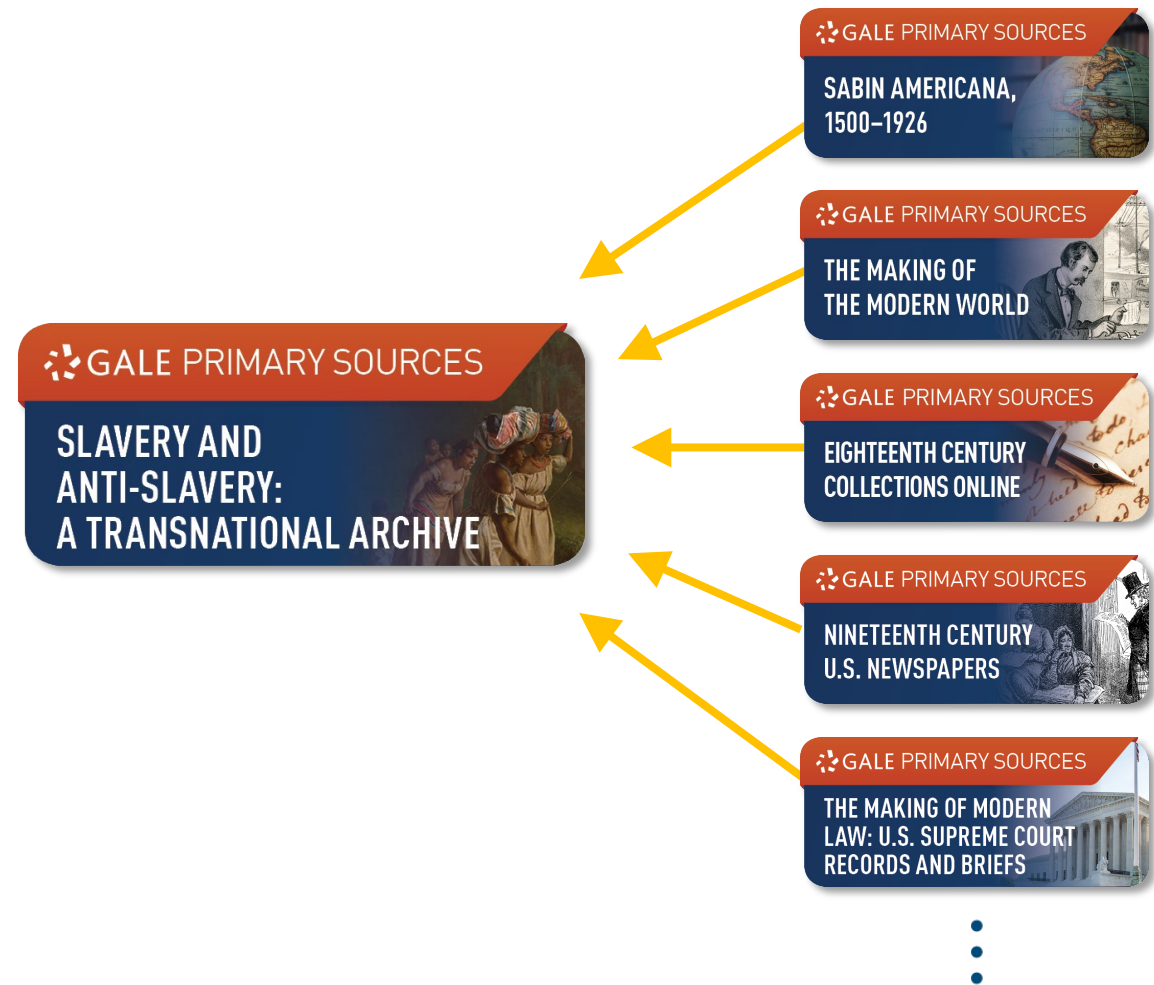 GALE PRIMARY SOURCES
SLAVERY AND
ANTI-SLAVERY:
A TRANSNATIONAL ARCHIVE
GALE PRIMARY SOURCES
SABIN AMERICANA,
1500–1926
GALE PRIMARY SOURCES
THE MAKING OF
THE MODERN WORLD
GALE PRIMARY SOURCES
EIGHTEENTH CENTURY
COLLECTIONS ONLINE
GALE PRIMARY SOURCES
NINETEENTH CENTURY
U.S. NEWSPAPERS
GALE PRIMARY SOURCES
THE MAKING OF MODERN
LAW: U.S. SUPREME COURT
RECORDS AND BRIEFS